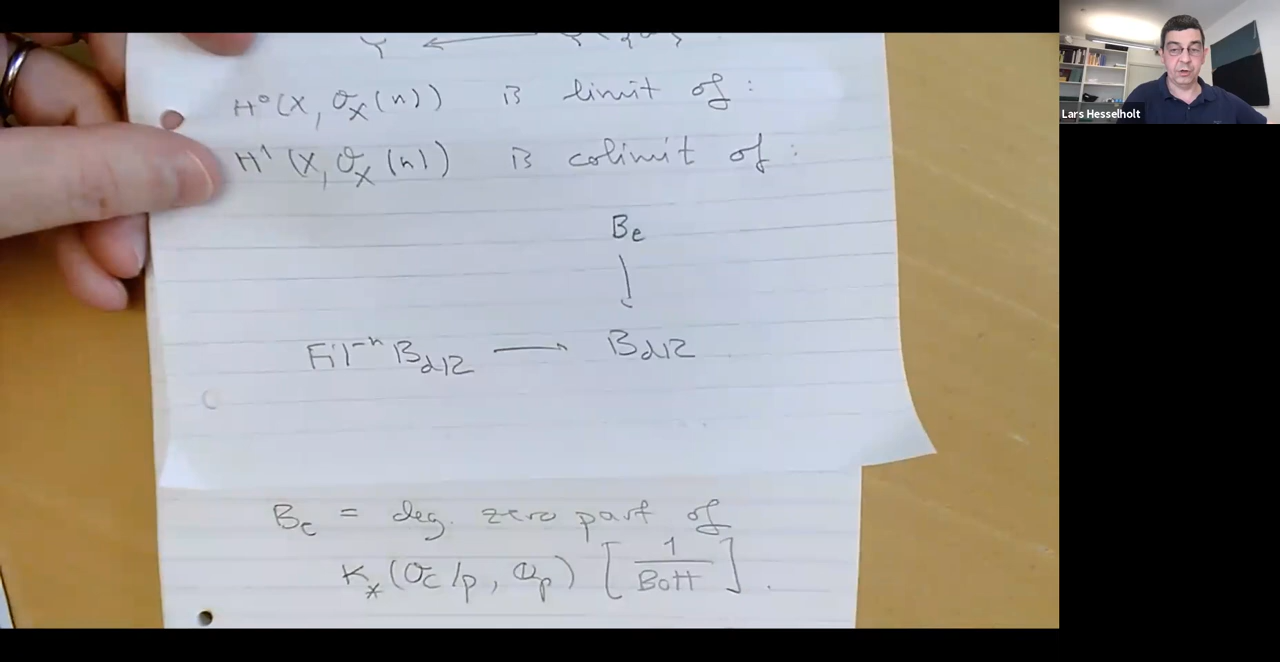 Lars Hesselholt
H⁰(X, O_X(n)) is limit of :
H¹(X, O_X(n)) is colimit of :
B_e
↓
Fil⁻ⁿ B_dR → B_dR
B_e = deg. zero part of
K_*(O_C/p, Q_p) [1/Bott] .